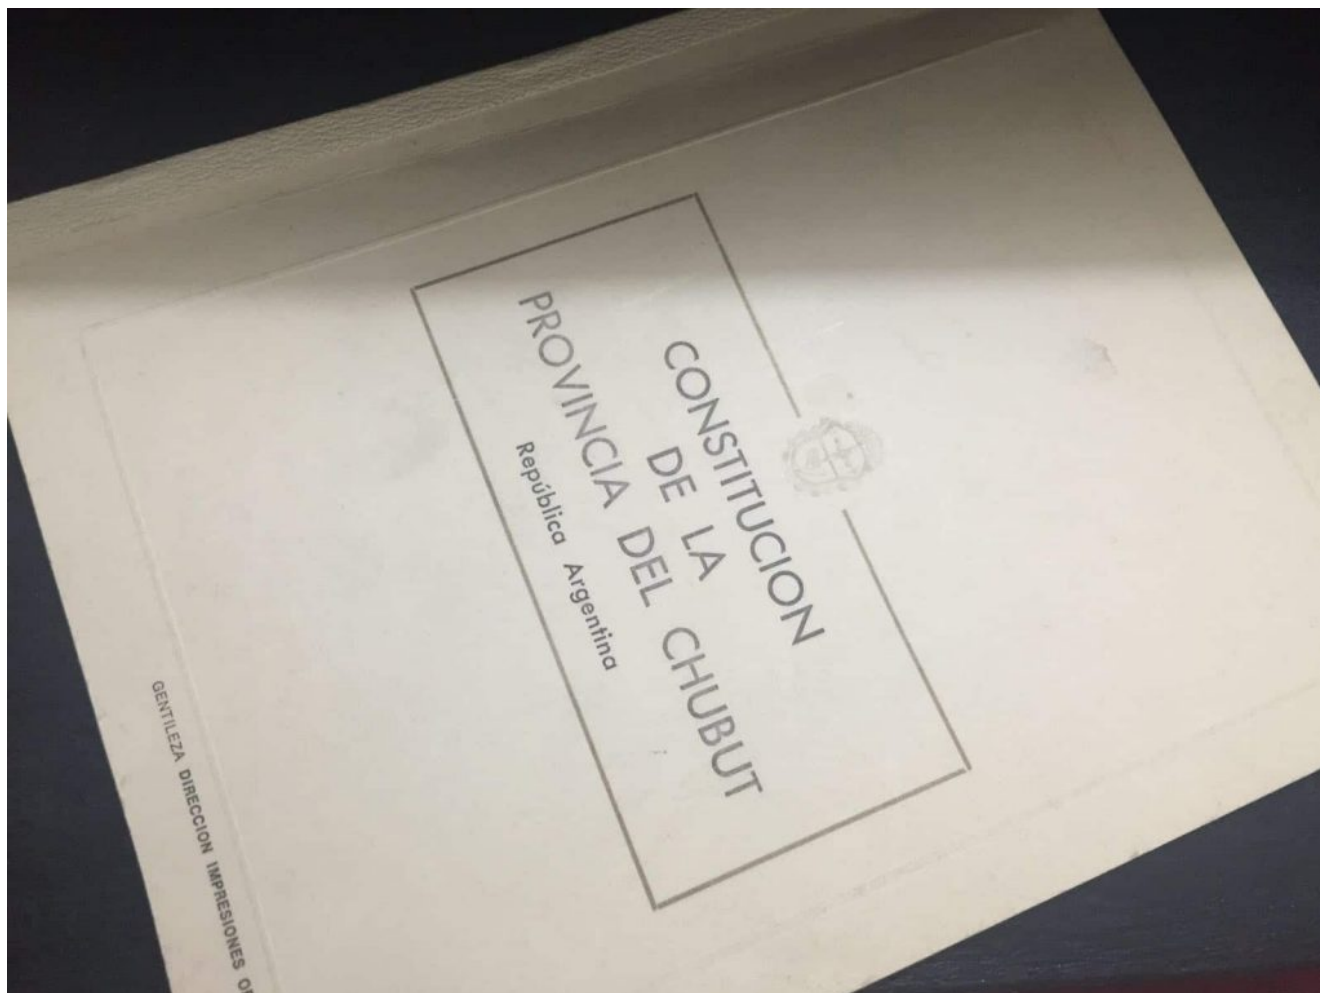 CONSTITUCION
DE LA
PROVINCIA DEL CHUBUT
República Argentina
GENTILEZA DIRECCION IMPRESIONES